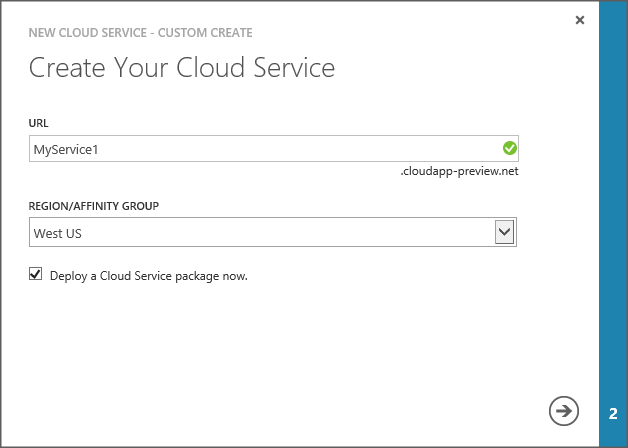 NEW CLOUD SERVICE - CUSTOM CREATE
Create Your Cloud Service
URL
MyService1
.cloudapp-preview.net
REGION/AFFINITY GROUP
West US
Deploy a Cloud Service package now.
2